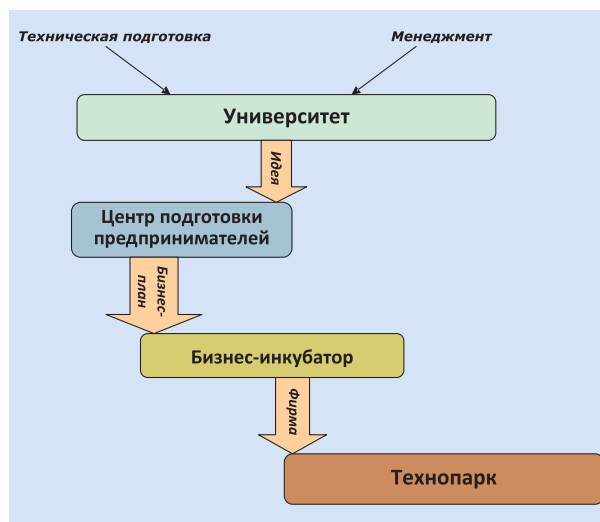 Техническая подготовка
Менеджмент
Университет
Идея
Центр подготовки
предпринимателей
Бизнес-
план
Бизнес-инкубатор
Фирма
Технопарк